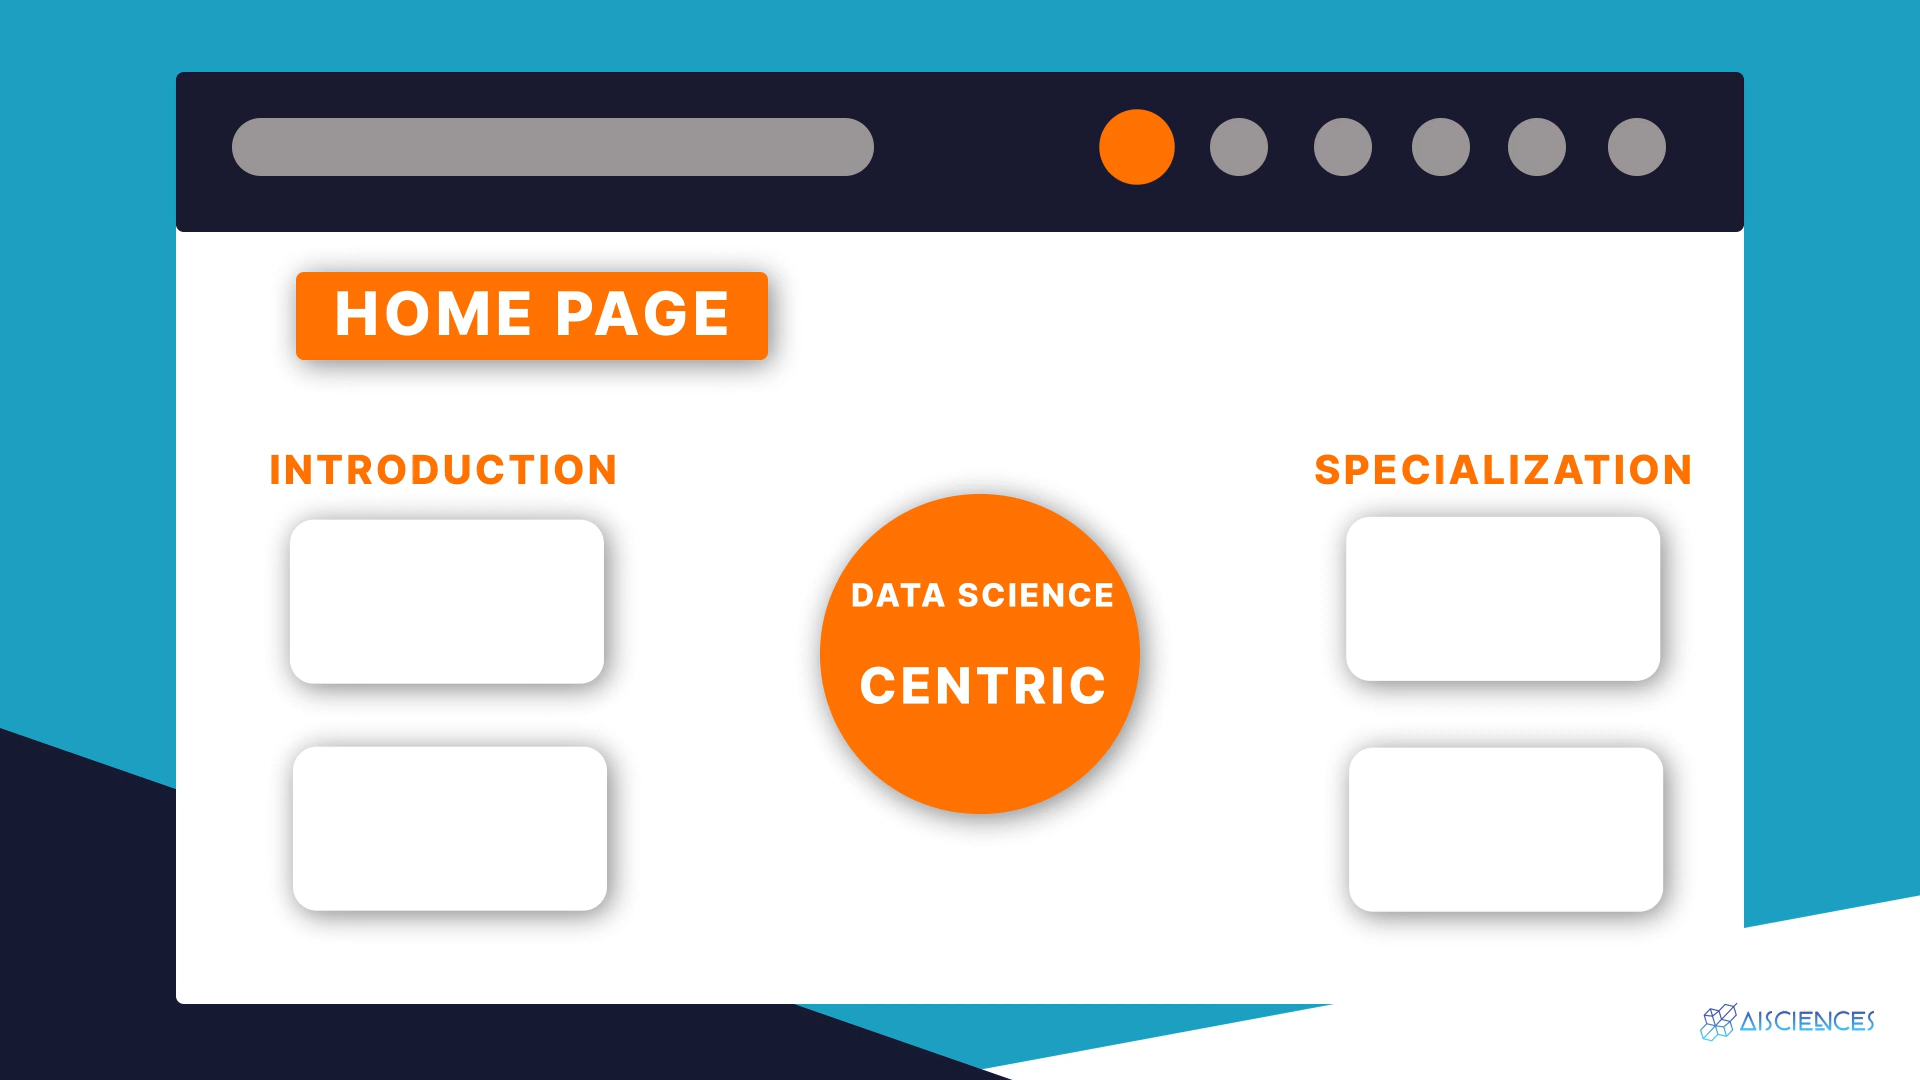 HOME PAGE
INTRODUCTION
SPECIALIZATION
DATA SCIENCE
CENTRIC
AISCIENCES